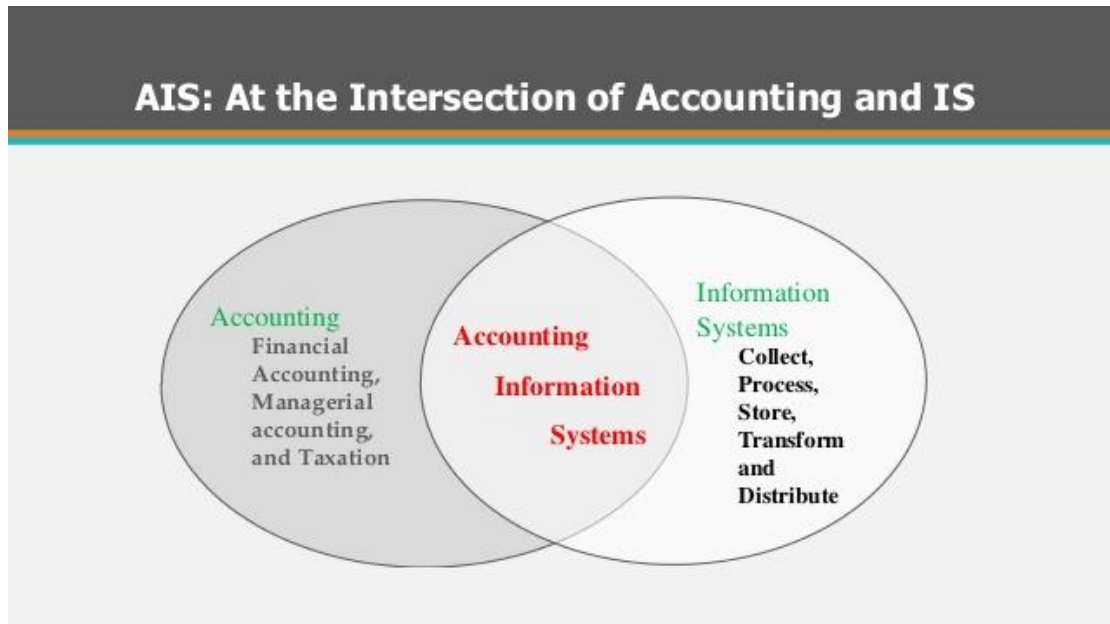 AIS: At the Intersection of Accounting and IS
Accounting
Financial
Accounting,
Managerial
accounting,
and Taxation
Accounting
Information
Systems
Information
Systems
Collect,
Process,
Store,
Transform
and
Distribute